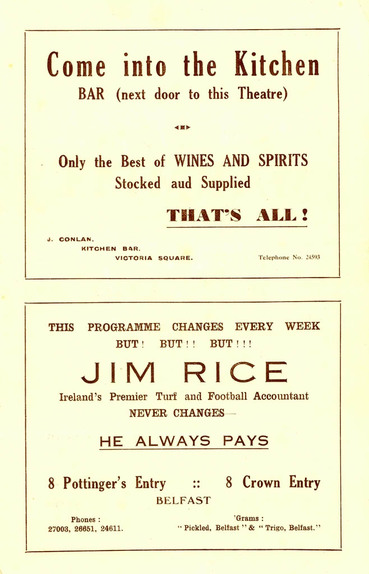 Come into the Kitchen
BAR (next door to this Theatre)
Only the Best of WINES AND SPIRITS
Stocked aud Supplied
THAT'S ALL!
J. CONLAN,
KITCHEN BAR,
VICTORIA SQUARE.
Telephone No. 24593
THIS PROGRAMME CHANGES EVERY WEEK
BUT! BUT!! BUT!!!
JIM RICE
Ireland's Premier Turf and Football Accountant
NEVER CHANGES—
HE ALWAYS PAYS
8 Pottinger's Entry :: 8 Crown Entry
BELFAST
Phones :
27003, 26651, 24611.
'Grams :
"Pickled, Belfast" & "Trigo, Belfast."